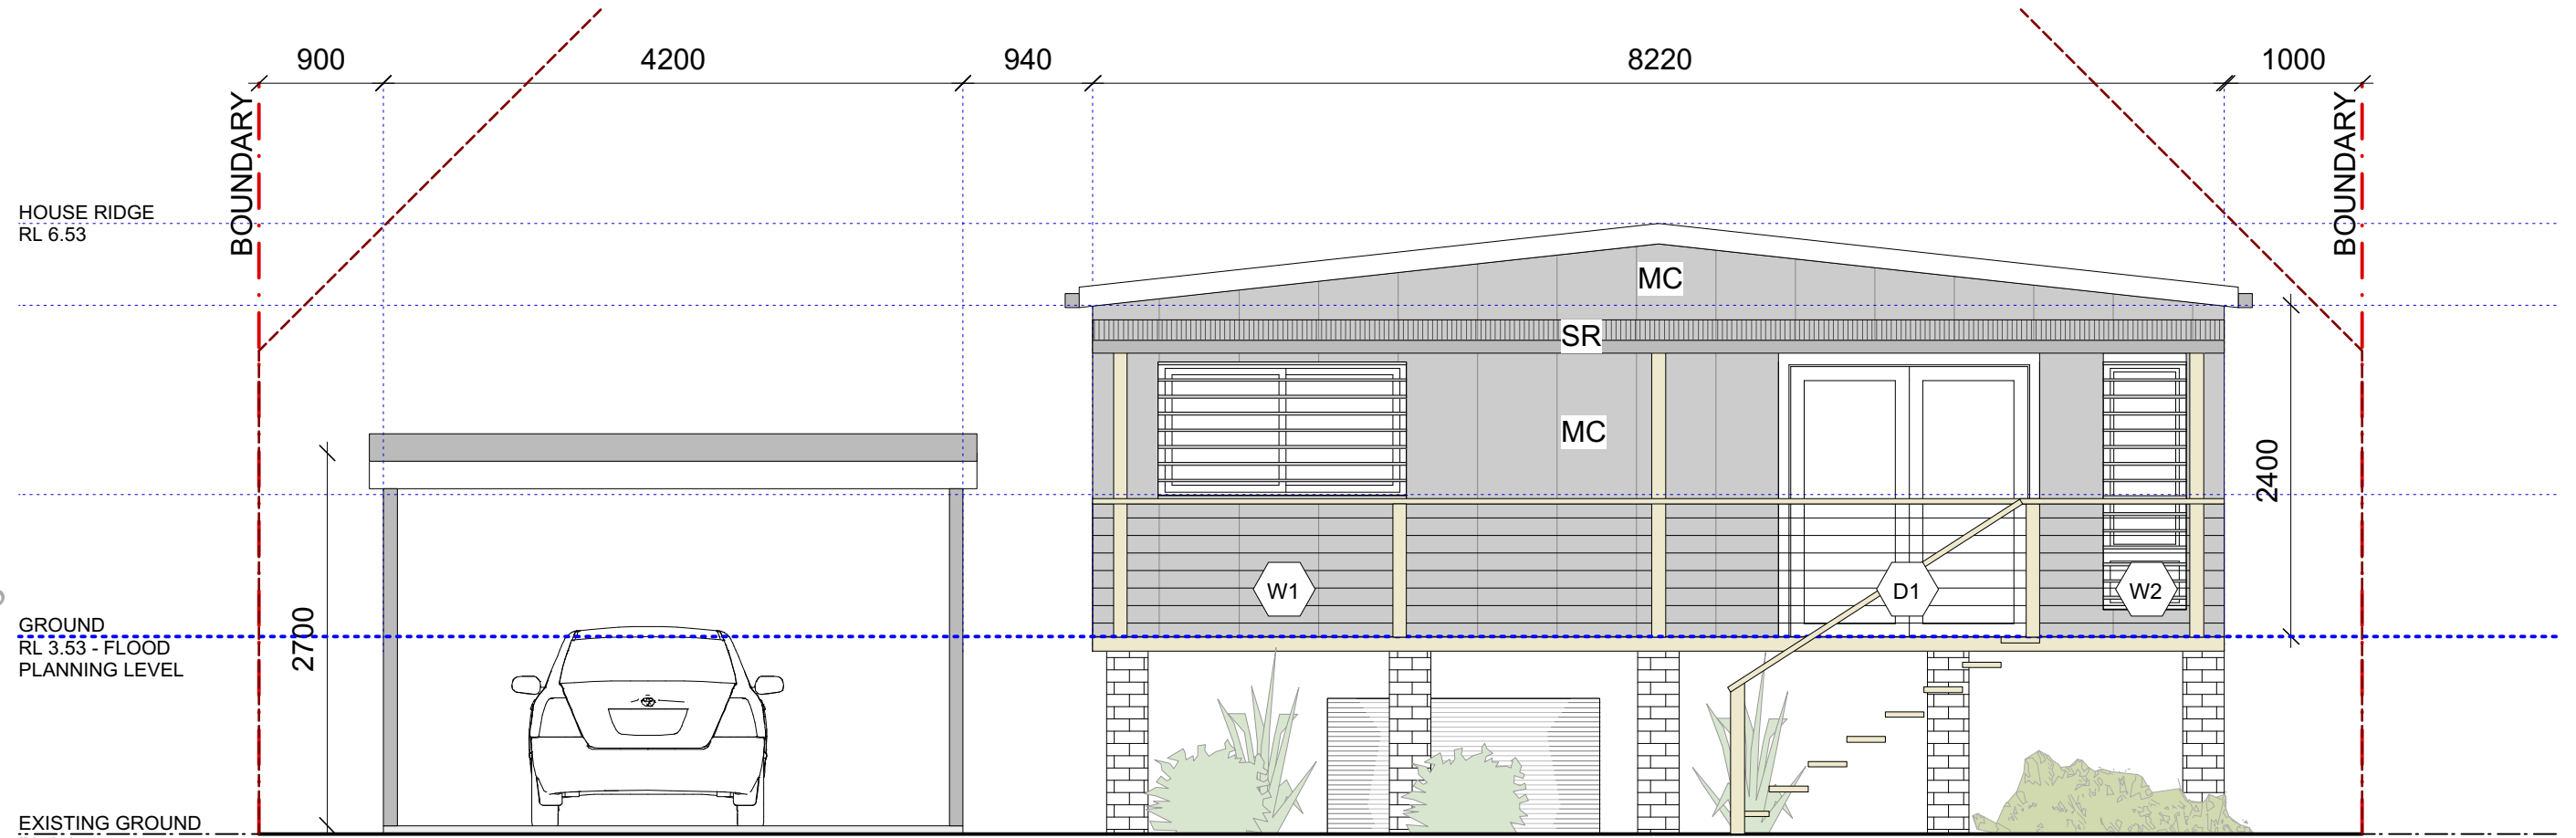 900
4200
940
8220
1000
BOUNDARY
BOUNDARY
HOUSE RIDGE
RL 6.53
MC
SR
MC
2400
2700
W1
D1
W2
GROUND
RL 3.53 - FLOOD
PLANNING LEVEL
EXISTING GROUND